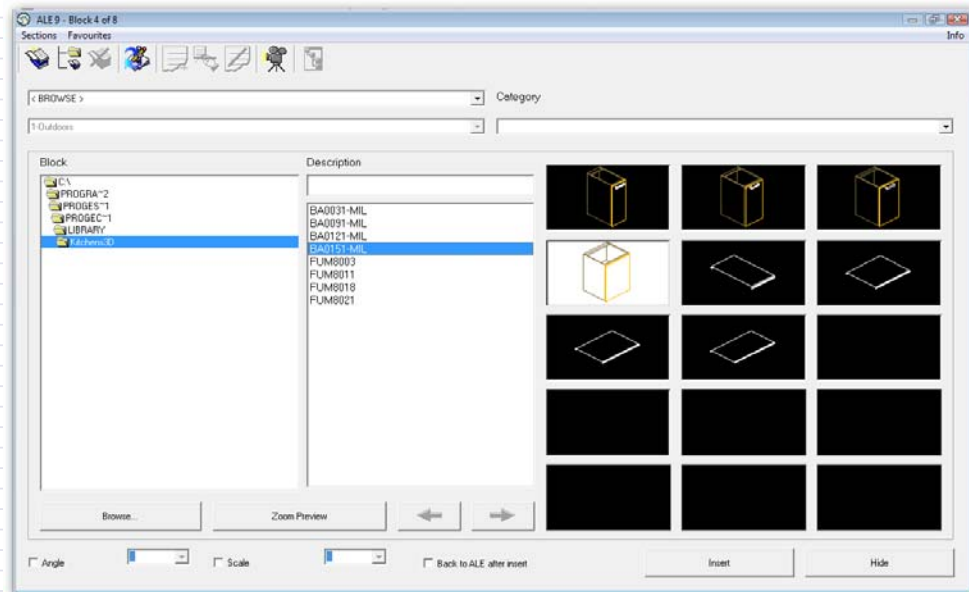 ALE 9 - Block 4 of 8
Sections Favourites Info
< BROWSE > Category
1-Outdoors
Block Description
C:\
PROGRA~2
PROGES~1
PROGEC~1
LIBRARY
Kitchens3D
BA0031-MIL
BA0091-MIL
BA0121-MIL
BA0151-MIL
FUM8003
FUM8011
FUM8018
FUM8021
Browse... Zoom Preview
Angle Scale Back to ALE after insert Insert Hide